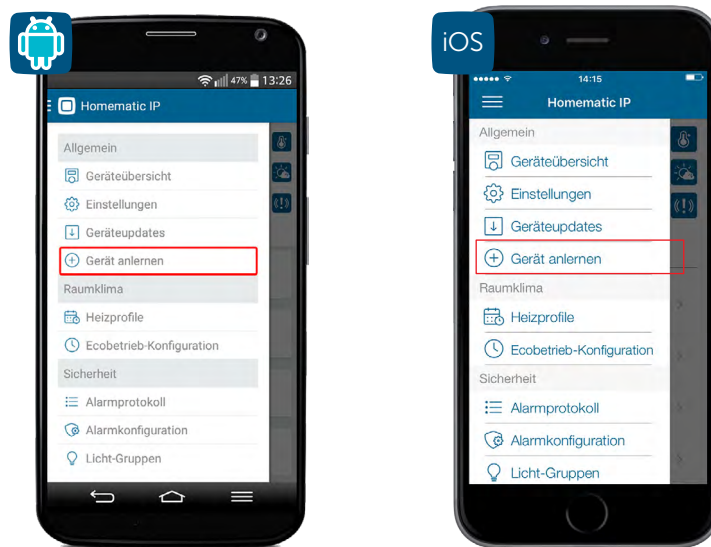 47% 13:26
Homematic IP
Allgemein
Geräteübersicht
Einstellungen
Geräteupdates
Gerät anlernen
Raumklima
Heizprofile
Ecobetrieb-Konfiguration
Sicherheit
Alarmprotokoll
Alarmkonfiguration
Licht-Gruppen
iOS
14:15
Homematic IP
Allgemein
Geräteübersicht
Einstellungen
Geräteupdates
Gerät anlernen
Raumklima
Heizprofile
Ecobetrieb-Konfiguration
Sicherheit
Alarmprotokoll
Alarmkonfiguration
Licht-Gruppen